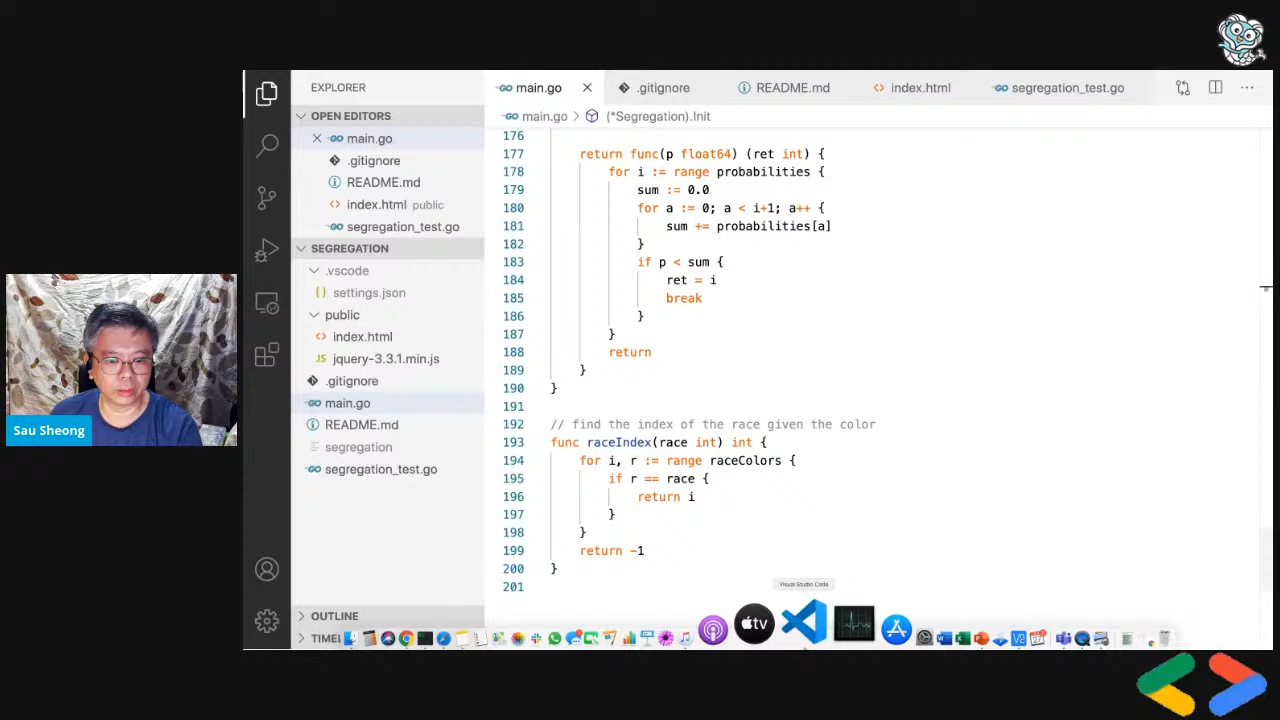 EXPLORER
main.go
.gitignore
README.md
index.html
segregation_test.go
OPEN EDITORS
main.go > (*Segregation).Init
main.go
.gitignore
README.md
index.html public
segregation_test.go
SEGREGATION
.vscode
settings.json
public
index.html
JS jquery-3.3.1.min.js
.gitignore
main.go
README.md
segregation
segregation_test.go
OUTLINE
TIMEL
176
177 return func(p float64) (ret int) {
178 for i := range probabilities {
179 sum := 0.0
180 for a := 0; a < i+1; a++ {
181 sum += probabilities[a]
182 }
183 if p < sum {
184 ret = i
185 break
186 }
187 }
188 return
189 }
190 }
191
192 // find the index of the race given the color
193 func raceIndex(race int) int {
194 for i, r := range raceColors {
195 if r == race {
196 return i
197 }
198 }
199 return -1
200 }
201
Visual Studio Code
tv
Sau Sheong